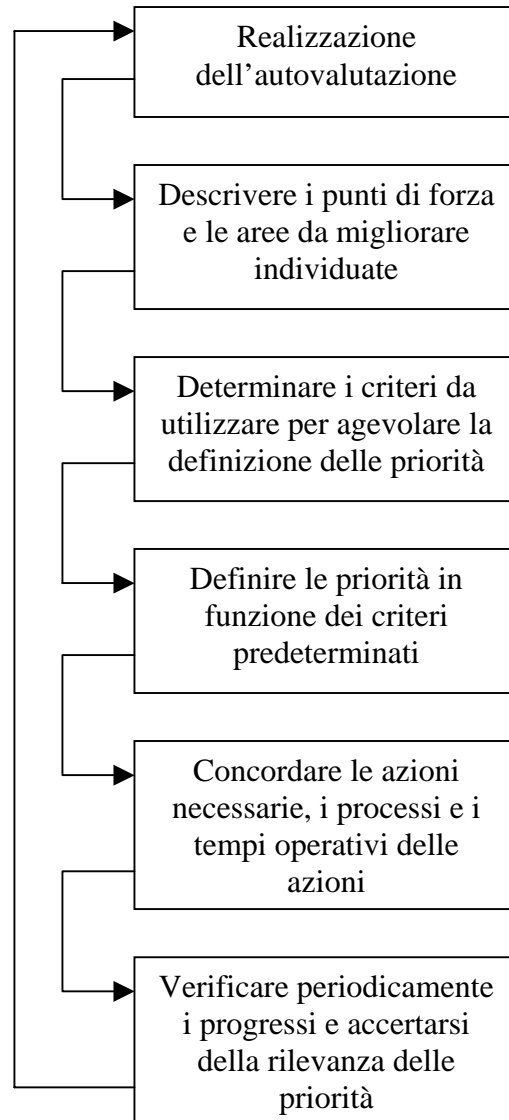 Realizzazione
dell’autovalutazione
Descrivere i punti di forza
e le aree da migliorare
individuate
Determinare i criteri da
utilizzare per agevolare la
definizione delle priorità
Definire le priorità in
funzione dei criteri
predeterminati
Concordare le azioni
necessarie, i processi e i
tempi operativi delle
azioni
Verificare periodicamente
i progressi e accertarsi
della rilevanza delle
priorità